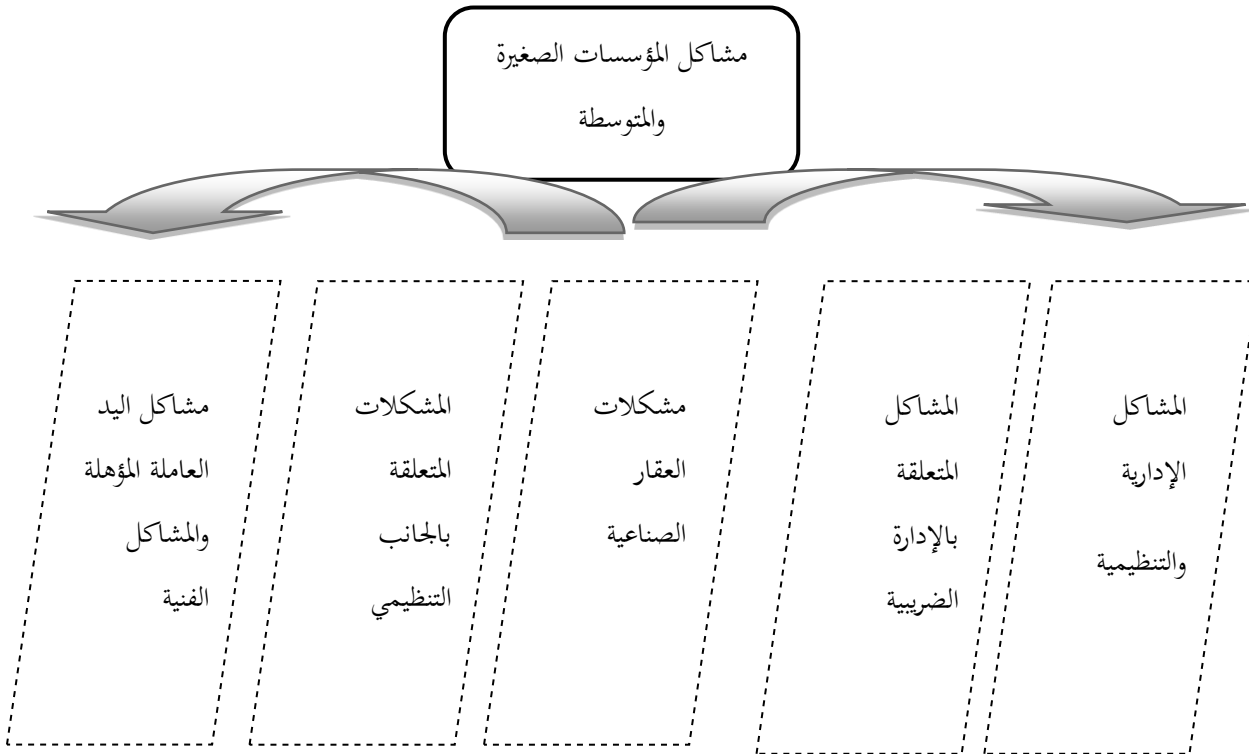 مشاكل المؤسسات الصغيرة
والمتوسطة
المشاكل
الإدارية
والتنظيمية
المشاكل
المتعلقة
بالإدارة
الضريبية
مشكلات
العقار
الصناعية
المشكلات
المتعلقة
بالجانب
التنظيمي
مشاكل اليد
العاملة المؤهلة
والمشاكل
الفنية